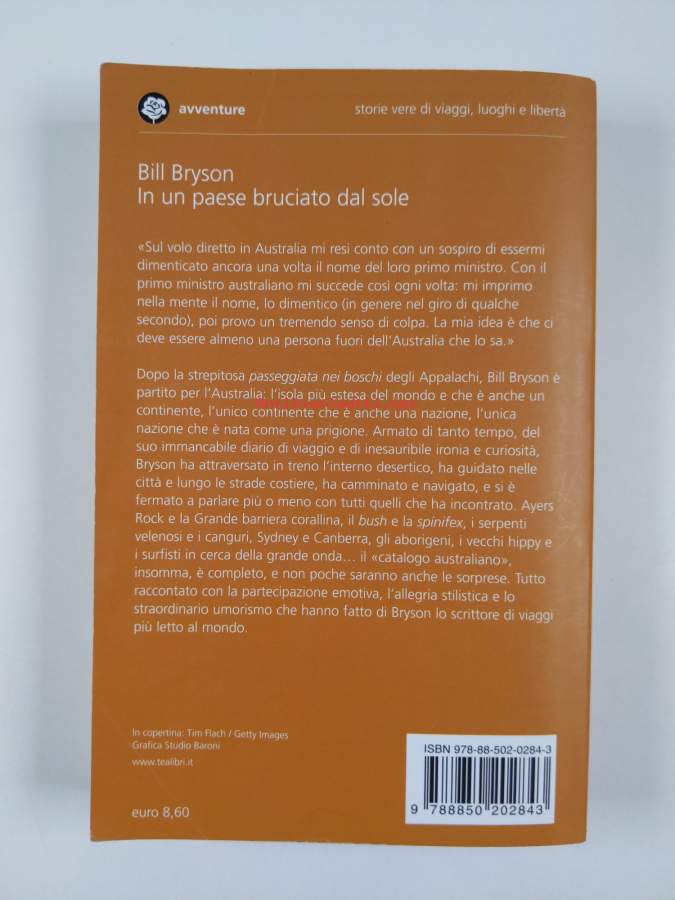 avventure
storie vere di viaggi, luoghi e libertà
Bill Bryson
In un paese bruciato dal sole
«Sul volo diretto in Australia mi resi conto con un sospiro di essermi
dimenticato ancora una volta il nome del loro primo ministro. Con il
primo ministro australiano mi succede così ogni volta: mi imprimo
nella mente il nome, lo dimentico (in genere nel giro di qualche
secondo), poi provo un tremendo senso di colpa. La mia idea è che ci
deve essere almeno una persona fuori dell'Australia che lo sa.»
Dopo la strepitosa passeggiata nei boschi degli Appalachi, Bill Bryson è
partito per l'Australia: l'isola più estesa del mondo e che è anche un
continente, l'unico continente che è anche una nazione, l'unica
nazione che è nata come una prigione. Armato di tanto tempo, del
suo immancabile diario di viaggio e di inesauribile ironia e curiosità,
Bryson ha attraversato in treno l'interno desertico, ha guidato nelle
città e lungo le strade costiere, ha camminato e navigato, e si è
fermato a parlare più o meno con tutti quelli che ha incontrato. Ayers
Rock e la Grande barriera corallina, il bush e la spinifex, i serpenti
velenosi e i canguri, Sydney e Canberra, gli aborigeni, i vecchi hippy e
i surfisti in cerca della grande onda... il «catalogo australiano»,
insomma, è completo, e non poche saranno anche le sorprese. Tutto
raccontato con la partecipazione emotiva, l'allegria stilistica e lo
straordinario umorismo che hanno fatto di Bryson lo scrittore di viaggi
più letto al mondo.
In copertina: Tim Flach / Getty Images
Grafica Studio Baroni
www.tealibri.it
euro 8,60
ISBN 978-88-502-0284-3
9 788850 202843